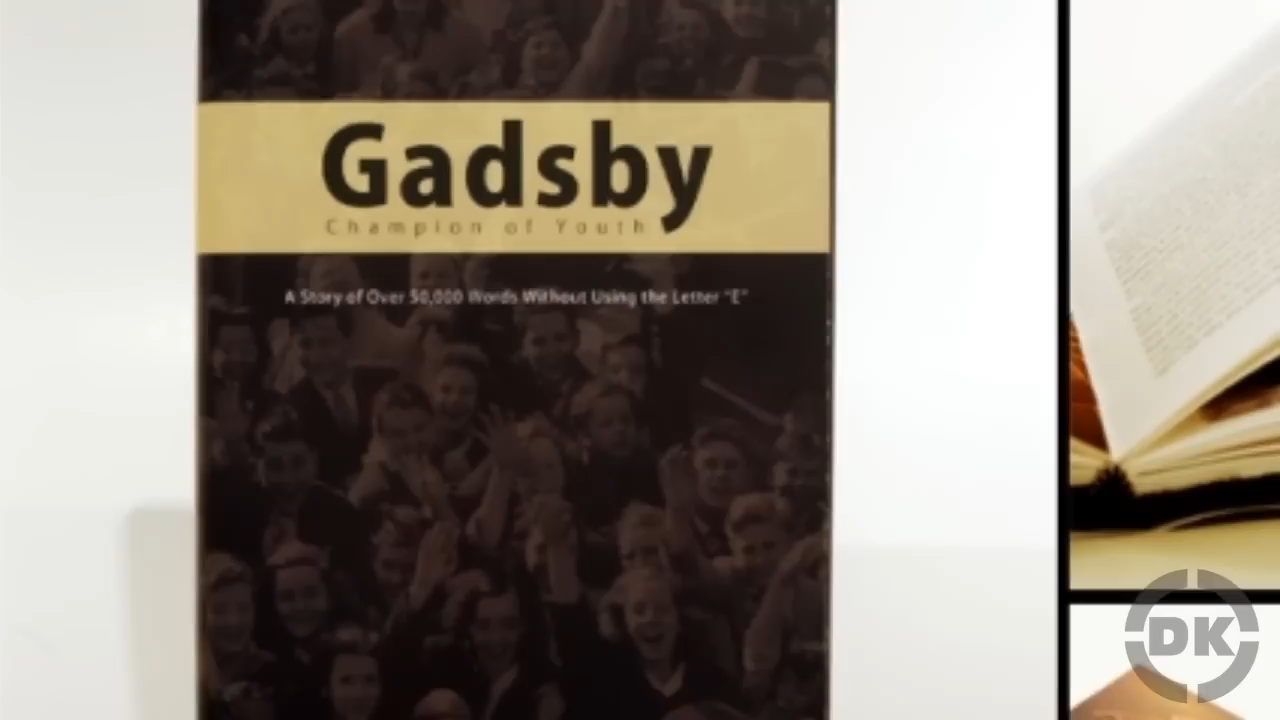 Gadsby
Champion of Youth
A Story of Over 50,000 Words Without Using the Letter "E"
DK